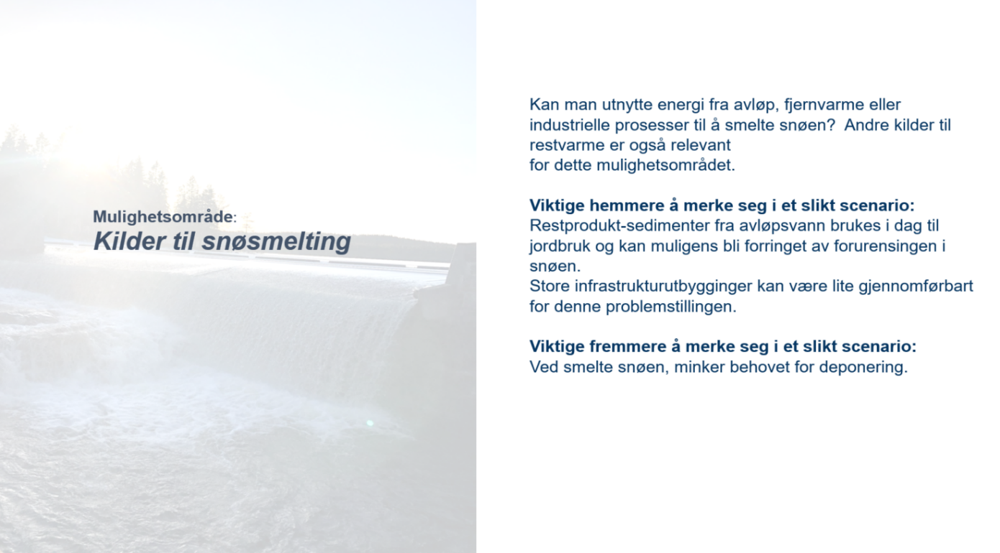 Mulighetsområde:
Kilder til snøsmelting
Kan man utnytte energi fra avløp, fjernvarme eller
industrielle prosesser til å smelte snøen?  Andre kilder til
restvarme er også relevant
for dette mulighetsområdet.
Viktige hemmere å merke seg i et slikt scenario:
Restprodukt-sedimenter fra avløpsvann brukes i dag til
jordbruk og kan muligens bli forringet av forurensingen i
snøen.
Store infrastrukturutbygginger kan være lite gjennomførbart
for denne problemstillingen.
Viktige fremmere å merke seg i et slikt scenario:
Ved smelte snøen, minker behovet for deponering.